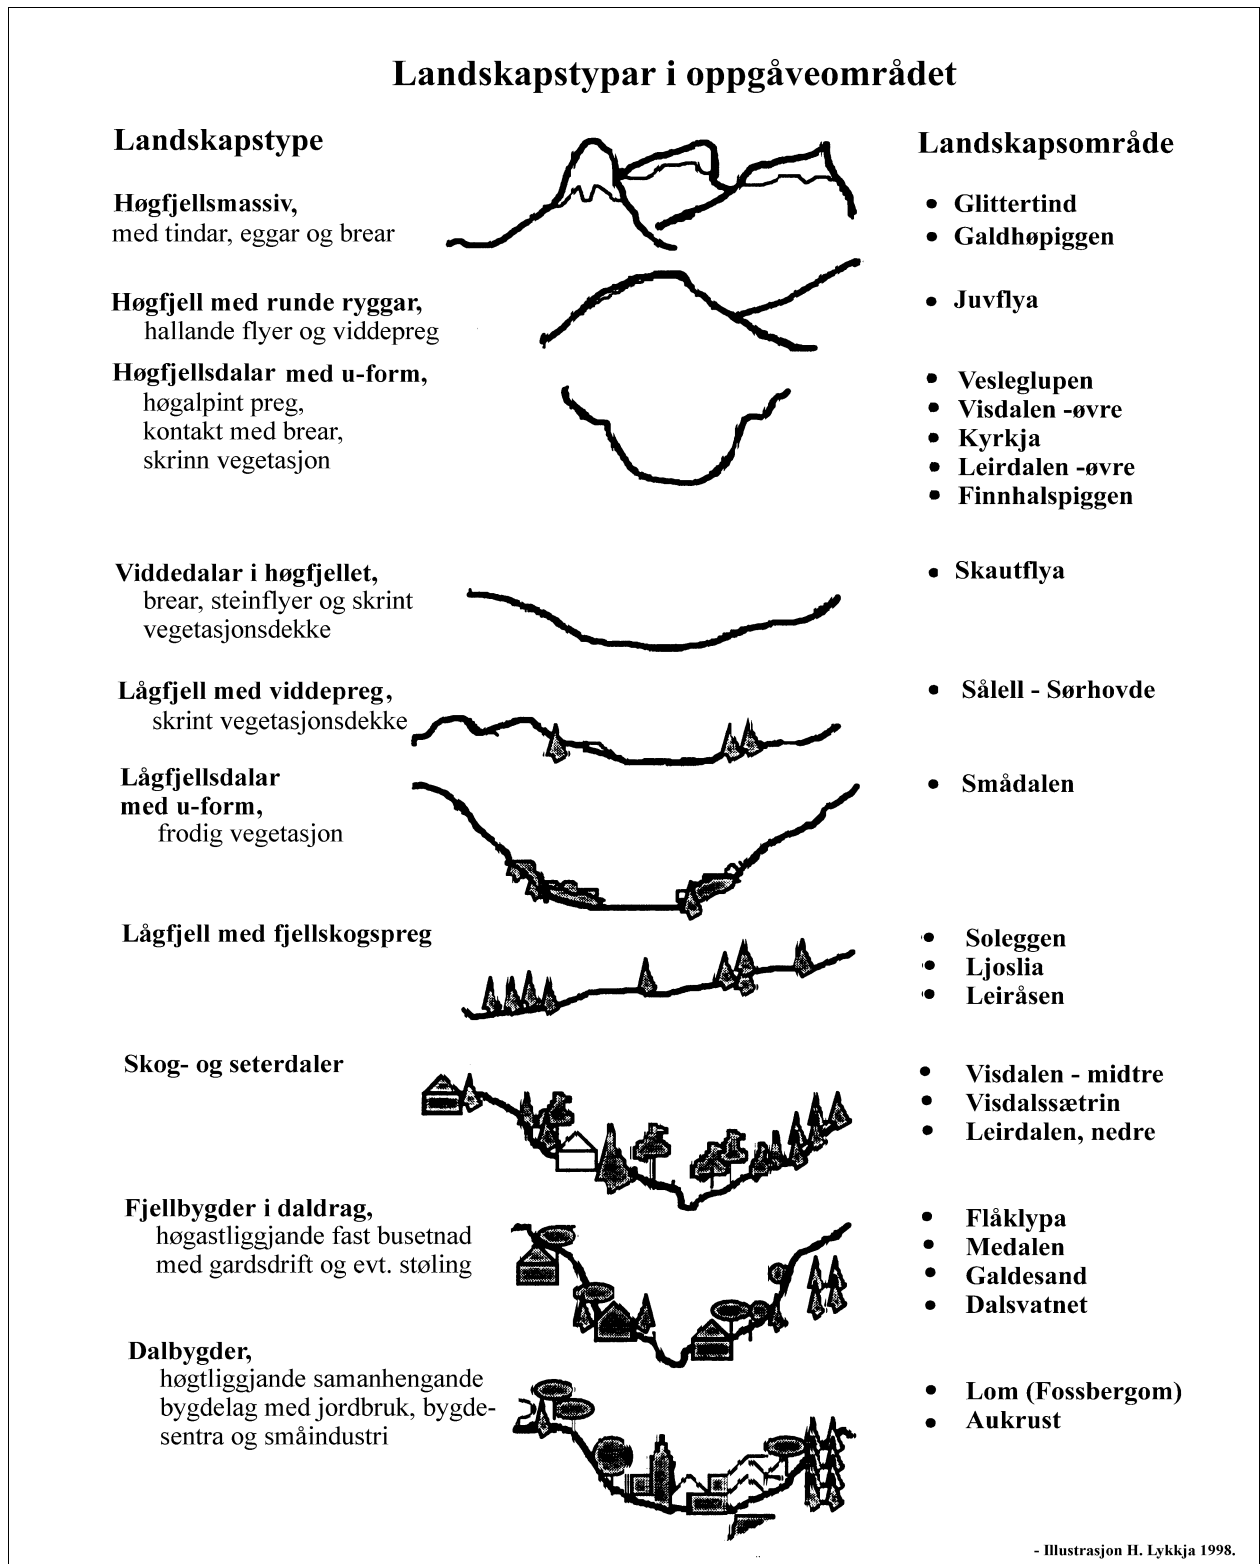 Landskapstypar i oppgåveområdet
Landskapstype
Landskapsområde
Høgfjellsmassiv,
med tindar, eggar og brear
• Glittertind
• Galdhøpiggen
Høgfjell med runde ryggar,
hallande flyer og viddepreg
• Juvflya
Høgfjellsdalar med u-form,
høgalpint preg,
kontakt med brear,
skrinn vegetasjon
• Vesleglupen
• Visdalen -øvre
• Kyrkja
• Leirdalen -øvre
• Finnhalspiggen
Viddedalar i høgfjellet,
brear, steinflyer og skrint
vegetasjonsdekke
• Skautflya
Lågfjell med viddepreg,
skrint vegetasjonsdekke
• Sålell - Sørhovde
Lågfjellsdalar
med u-form,
frodig vegetasjon
• Smådalen
Lågfjell med fjellskogspreg
• Soleggen
• Ljoslia
• Leiråsen
Skog- og seterdaler
• Visdalen - midtre
• Visdalssætrin
• Leirdalen, nedre
Fjellbygder i daldrag,
høgastliggjande fast busetnad
med gardsdrift og evt. støling
• Flåklypa
• Medalen
• Galdesand
• Dalsvatnet
Dalbygder,
høgtliggjande samanhengande
bygdelag med jordbruk, bygde-
sentra og småindustri
• Lom (Fossbergom)
• Aukrust
- Illustrasjon H. Lykkja 1998.